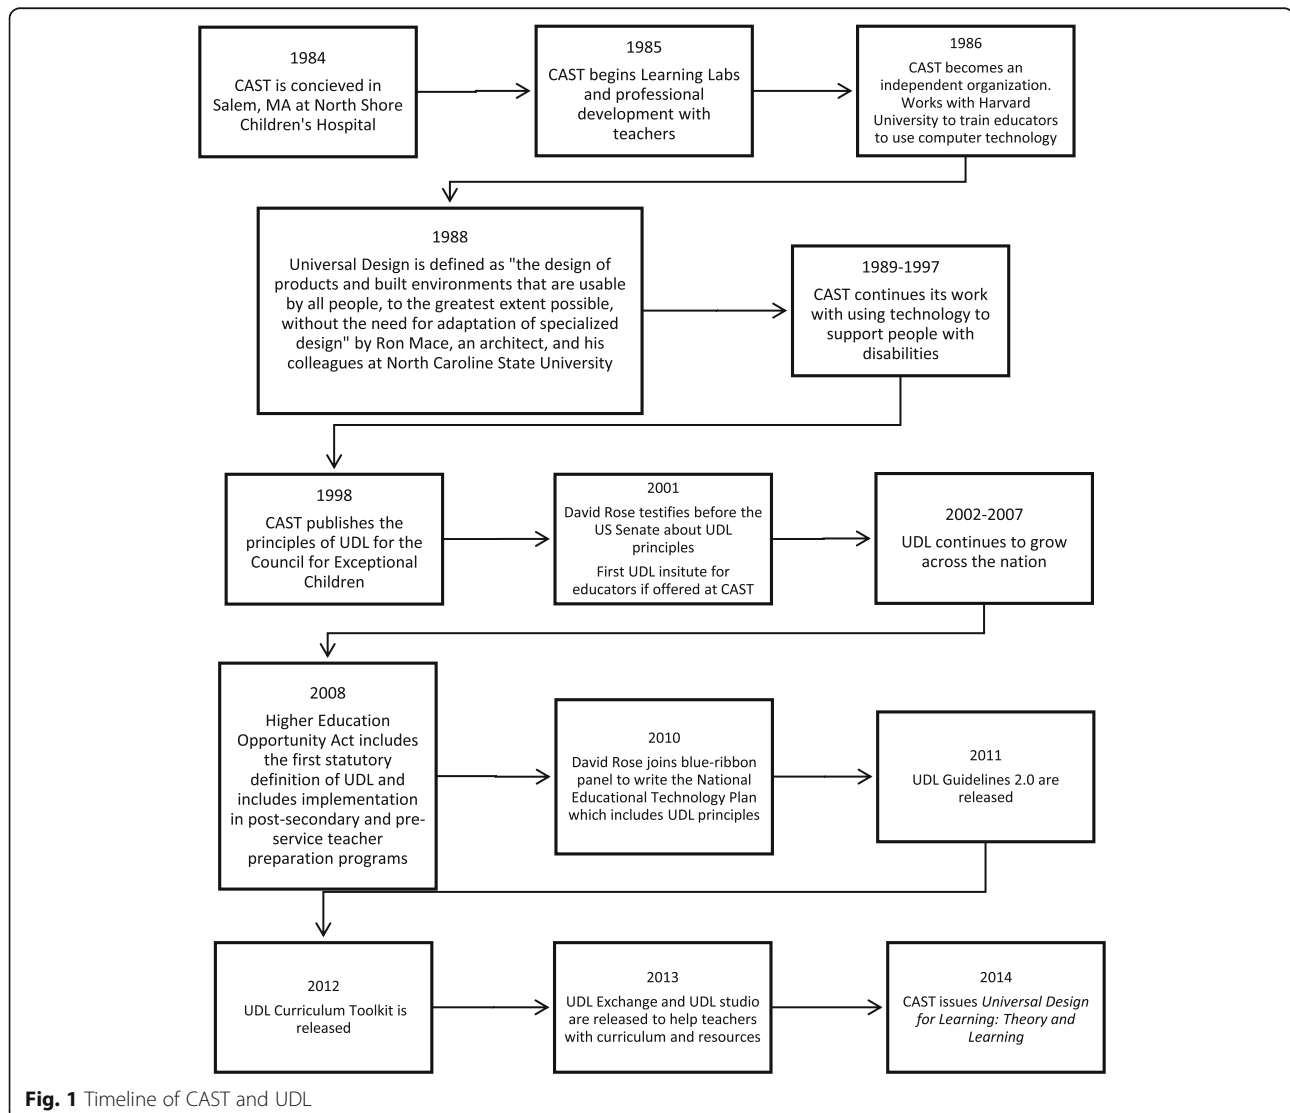 1984
CAST is concieved in
Salem, MA at North Shore
Children's Hospital
1985
CAST begins Learning Labs
and professional
development with
teachers
1986
CAST becomes an
independent organization.
Works with Harvard
University to train educators
to use computer technology
1988
Universal Design is defined as "the design of
products and built environments that are usable
by all people, to the greatest extent possible,
without the need for adaptation of specialized
design" by Ron Mace, an architect, and his
colleagues at North Caroline State University
1989-1997
CAST continues its work
with using technology to
support people with
disabilities
1998
CAST publishes the
principles of UDL for the
Council for Exceptional
Children
2001
David Rose testifies before the
US Senate about UDL
principles
First UDL insitute for
educators if offered at CAST
2002-2007
UDL continues to grow
across the nation
2008
Higher Education
Opportunity Act includes
the first statutory
definition of UDL and
includes implementation
in post-secondary and pre-
service teacher
preparation programs
2010
David Rose joins blue-ribbon
panel to write the National
Educational Technology Plan
which includes UDL principles
2011
UDL Guidelines 2.0 are
released
2012
UDL Curriculum Toolkit is
released
2013
UDL Exchange and UDL studio
are released to help teachers
with curriculum and resources
2014
CAST issues Universal Design
for Learning: Theory and
Learning
Fig. 1 Timeline of CAST and UDL